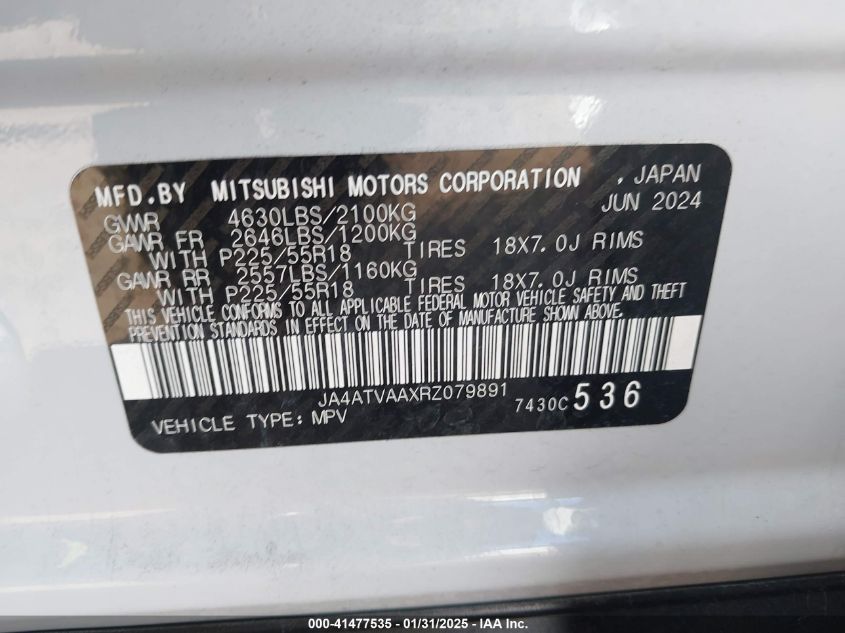 MFD.BY MITSUBISHI MOTORS CORPORATION , JAPAN
GVWR 4630LBS/2100KG JUN 2024
GAWR FR 2646LBS/1200KG
WITH P225/55R18 TIRES 18X7.0J RIMS
GAWR RR 2557LBS/1160KG
WITH P225/55R18 TIRES 18X7.0J RIMS
THIS VEHICLE CONFORMS TO ALL APPLICABLE FEDERAL MOTOR VEHICLE SAFETY AND THEFT
PREVENTION STANDARDS IN EFFECT ON THE DATE OF MANUFACTURE SHOWN ABOVE.
JA4ATVAAXRZ079891
VEHICLE TYPE: MPV 7430C 536
000-41477535 - 01/31/2025 - IAA Inc.